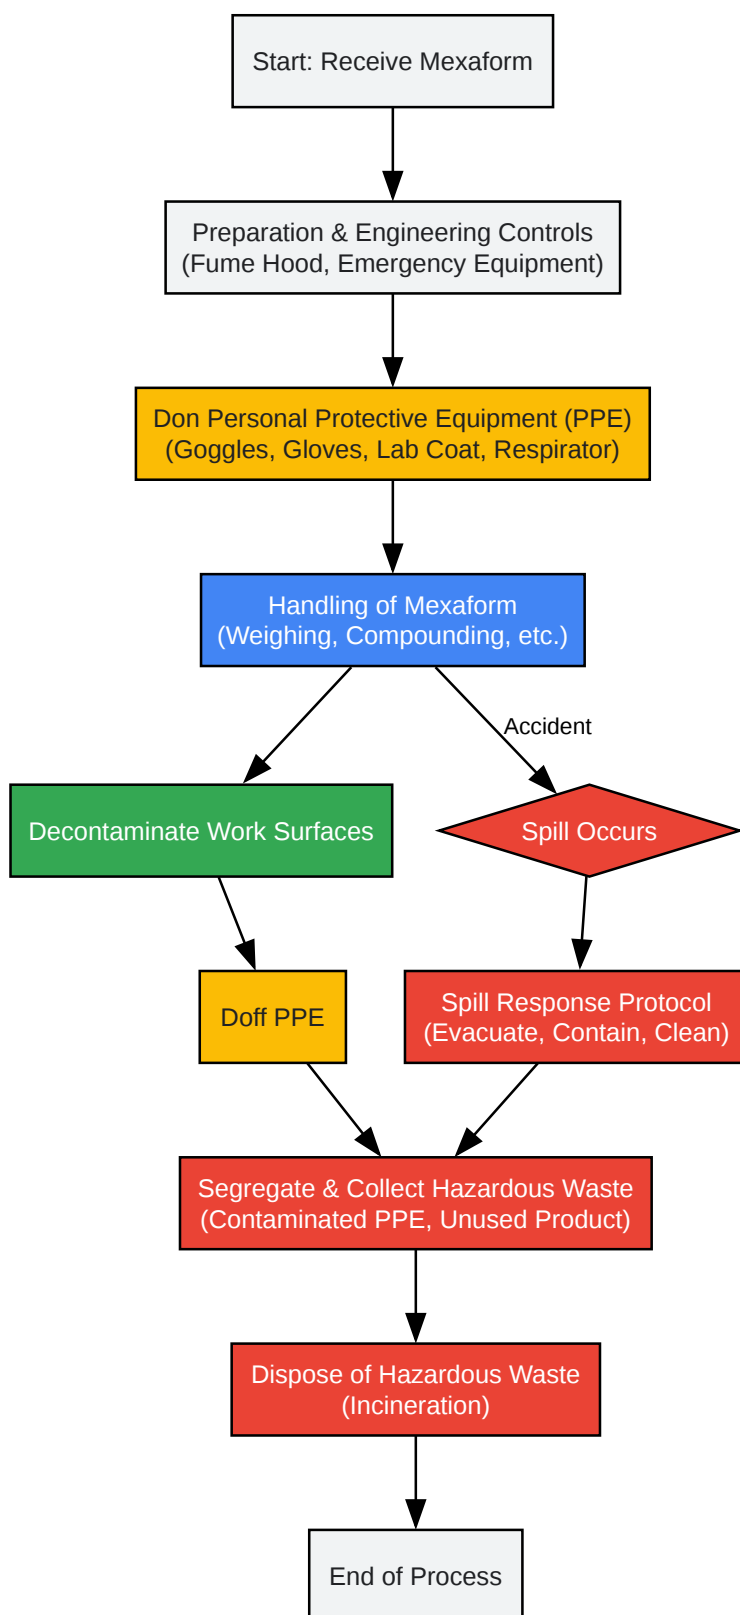 Start: Receive Mexaform
Preparation & Engineering Controls
(Fume Hood, Emergency Equipment)
Don Personal Protective Equipment (PPE)
(Goggles, Gloves, Lab Coat, Respirator)
Handling of Mexaform
(Weighing, Compounding, etc.)
Accident
Decontaminate Work Surfaces
Spill Occurs
Doff PPE
Spill Response Protocol
(Evacuate, Contain, Clean)
Segregate & Collect Hazardous Waste
(Contaminated PPE, Unused Product)
Dispose of Hazardous Waste
(Incineration)
End of Process